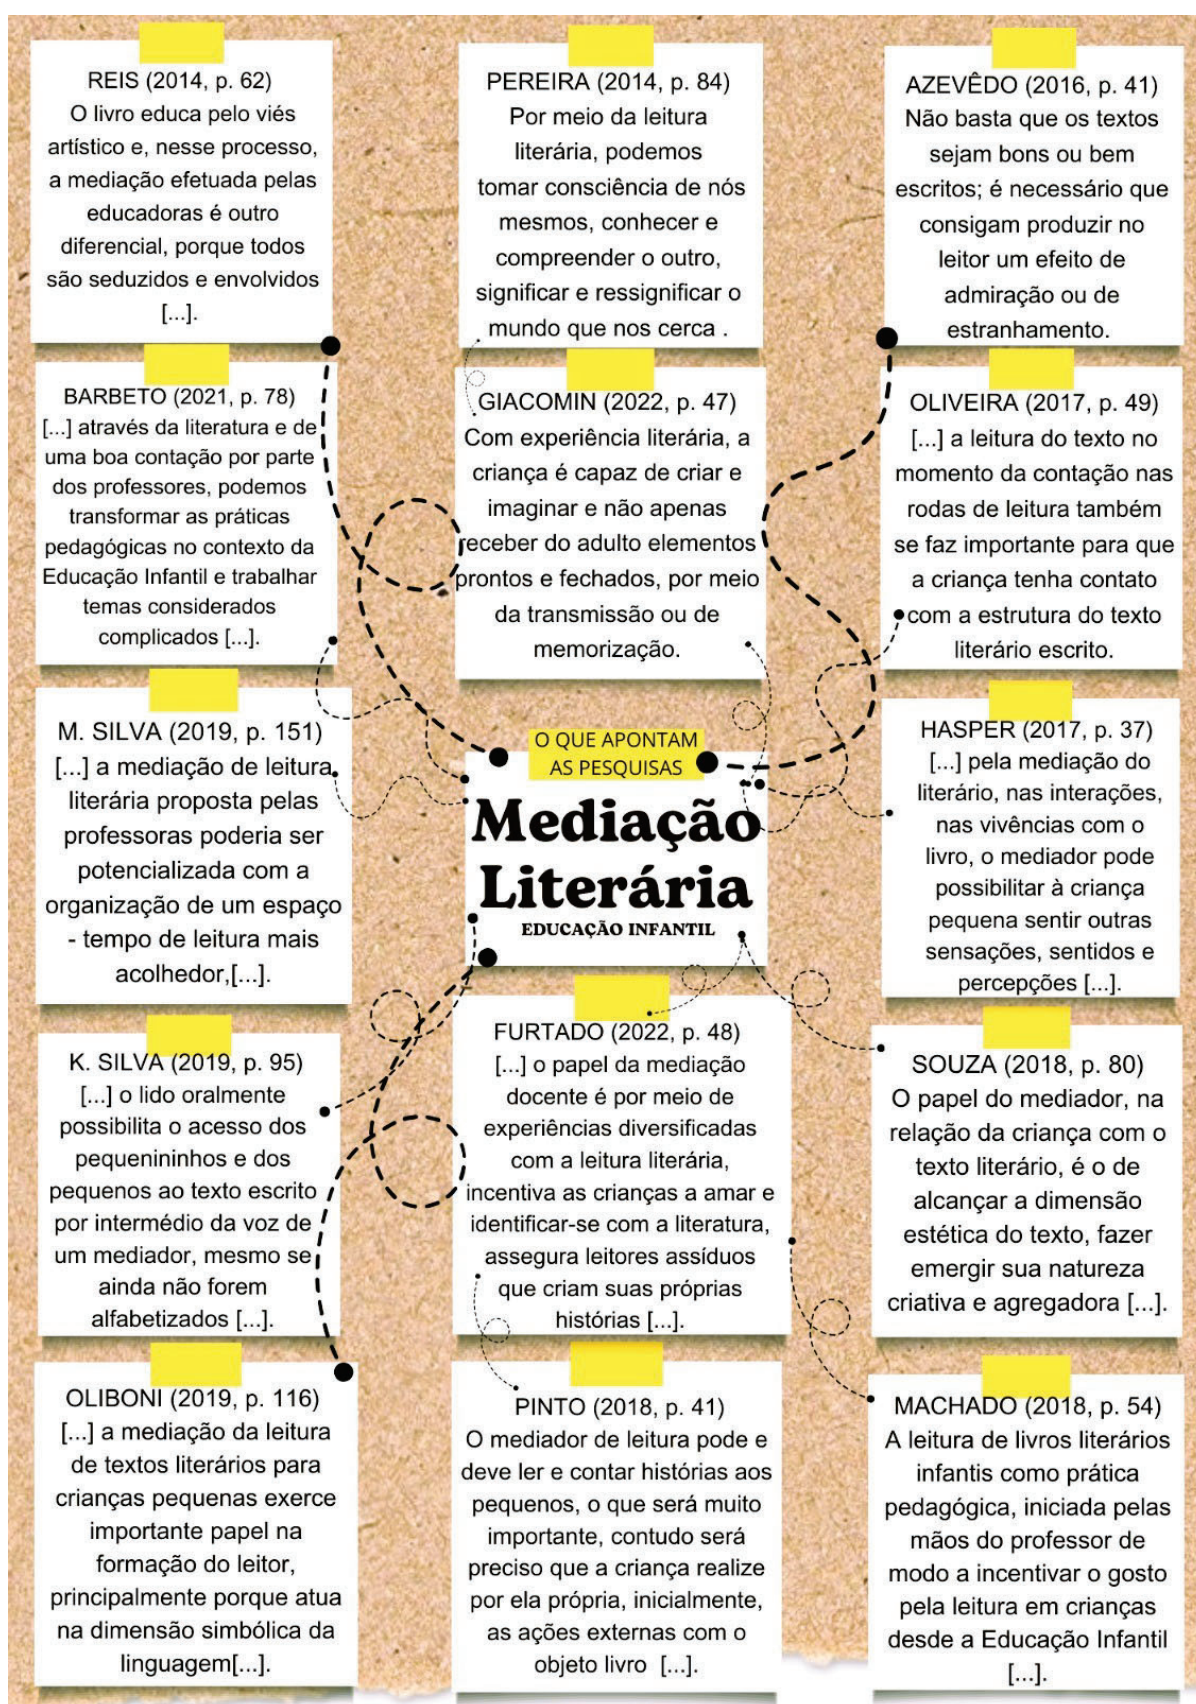 REIS (2014, p. 62)
O livro educa pelo viés
artístico e, nesse processo,
a mediação efetuada pelas
educadoras é outro
diferencial, porque todos
são seduzidos e envolvidos
[...].
PEREIRA (2014, p. 84)
Por meio da leitura
literária, podemos
tomar consciência de nós
mesmos, conhecer e
compreender o outro,
significar e ressignificar o
mundo que nos cerca .
AZEVÊDO (2016, p. 41)
Não basta que os textos
sejam bons ou bem
escritos; é necessário que
consigam produzir no
leitor um efeito de
admiração ou de
estranhamento.
BARBETO (2021, p. 78)
[...] através da literatura e de
uma boa contação por parte
dos professores, podemos
transformar as práticas
pedagógicas no contexto da
Educação Infantil e trabalhar
temas considerados
complicados [...].
GIACOMIN (2022, p. 47)
Com experiência literária, a
criança é capaz de criar e
imaginar e não apenas
receber do adulto elementos
prontos e fechados, por meio
da transmissão ou de
memorização.
OLIVEIRA (2017, p. 49)
[...] a leitura do texto no
momento da contação nas
rodas de leitura também
se faz importante para que
a criança tenha contato
com a estrutura do texto
literário escrito.
M. SILVA (2019, p. 151)
[...] a mediação de leitura
literária proposta pelas
professoras poderia ser
potencializada com a
organização de um espaço
- tempo de leitura mais
acolhedor,[...].
O QUE APONTAM
AS PESQUISAS
Mediação
Literária
EDUCAÇÃO INFANTIL
HASPER (2017, p. 37)
[...] pela mediação do
literário, nas interações,
nas vivências com o
livro, o mediador pode
possibilitar à criança
pequena sentir outras
sensações, sentidos e
percepções [...].
K. SILVA (2019, p. 95)
[...] o lido oralmente
possibilita o acesso dos
pequenininhos e dos
pequenos ao texto escrito
por intermédio da voz de
um mediador, mesmo se
ainda não forem
alfabetizados [...].
FURTADO (2022, p. 48)
[...] o papel da mediação
docente é por meio de
experiências diversificadas
com a leitura literária,
incentiva as crianças a amar e
identificar-se com a literatura,
assegura leitores assíduos
que criam suas próprias
histórias [...].
SOUZA (2018, p. 80)
O papel do mediador, na
relação da criança com o
texto literário, é o de
alcançar a dimensão
estética do texto, fazer
emergir sua natureza
criativa e agregadora [...].
OLIBONI (2019, p. 116)
[...] a mediação da leitura
de textos literários para
crianças pequenas exerce
importante papel na
formação do leitor,
principalmente porque atua
na dimensão simbólica da
linguagem[...].
PINTO (2018, p. 41)
O mediador de leitura pode e
deve ler e contar histórias aos
pequenos, o que será muito
importante, contudo será
preciso que a criança realize
por ela própria, inicialmente,
as ações externas com o
objeto livro  [...].
MACHADO (2018, p. 54)
A leitura de livros literários
infantis como prática
pedagógica, iniciada pelas
mãos do professor de
modo a incentivar o gosto
pela leitura em crianças
desde a Educação Infantil
[...].